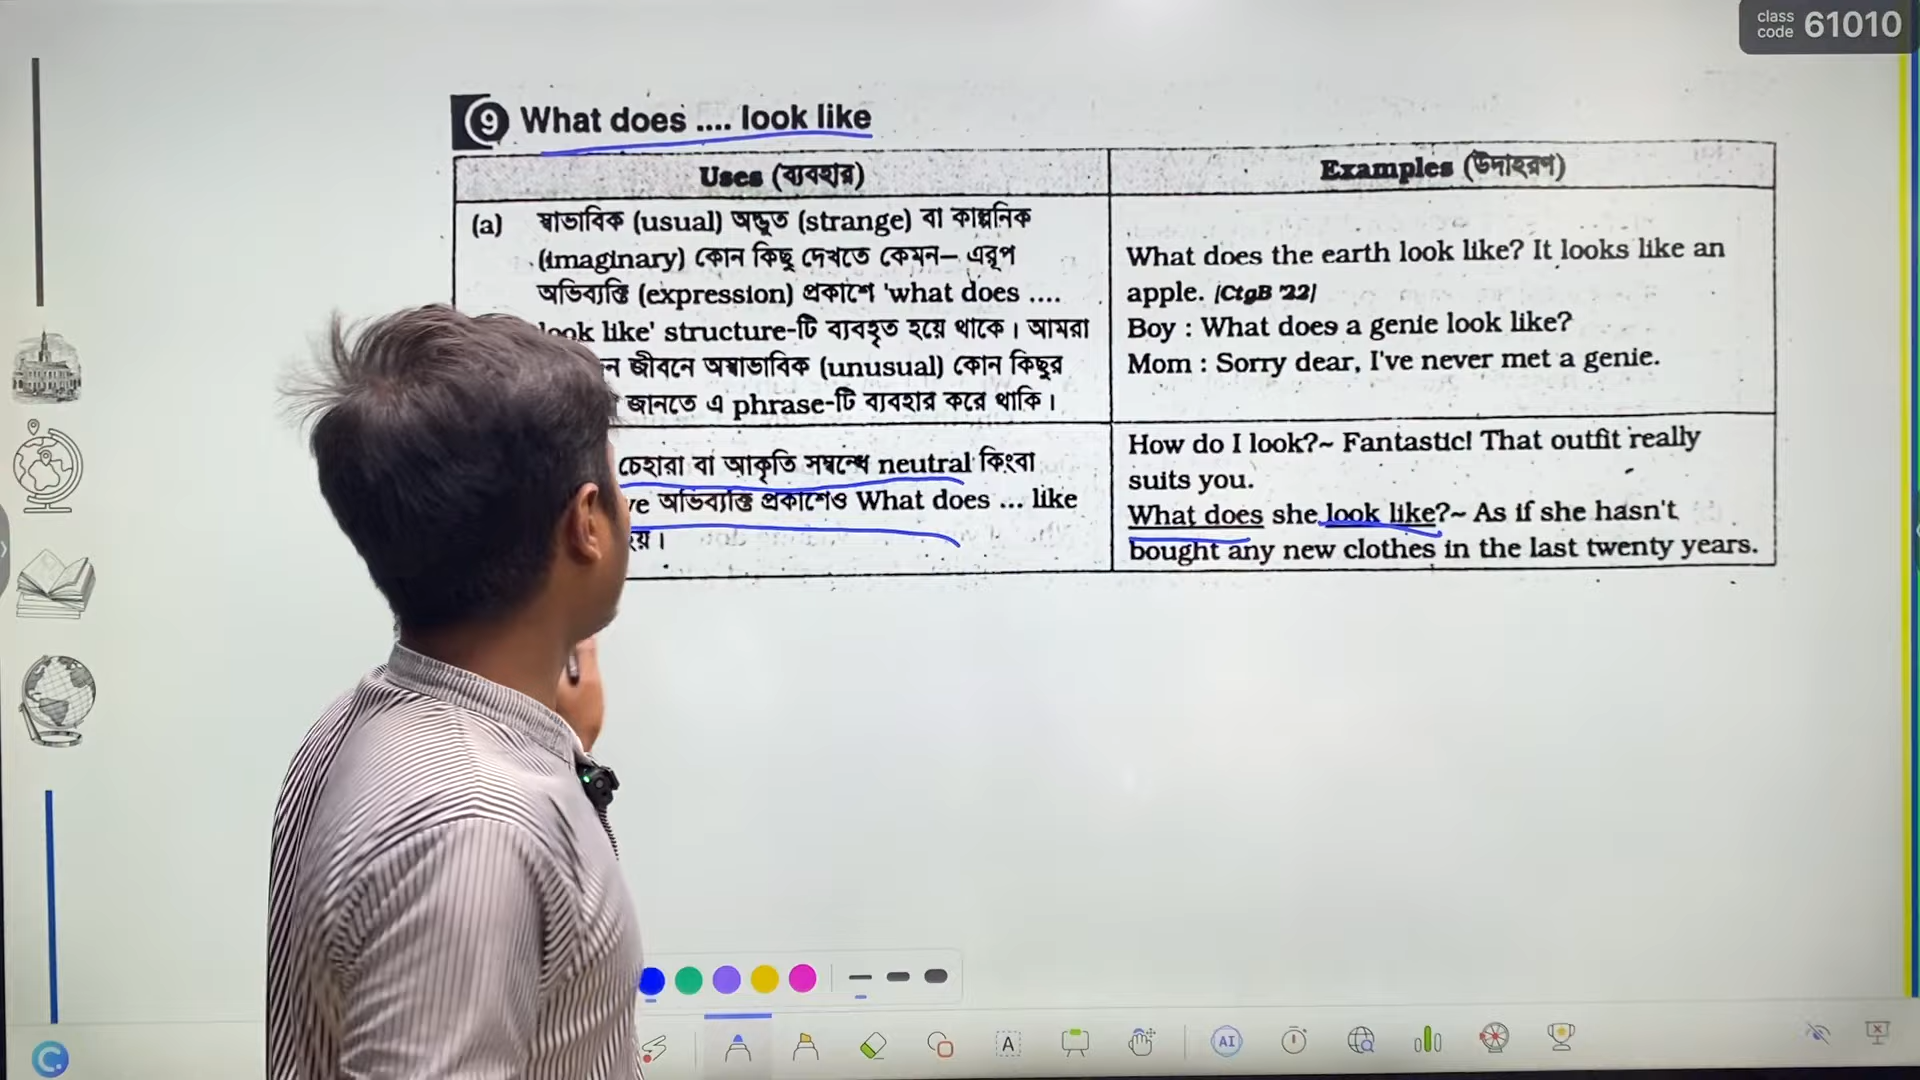 class code 61010
9 What does .... look like
Uses (ব্যবহার)
Examples (উদাহরণ)
(a) স্বাভাবিক (usual) অদ্ভূত (strange) বা কাল্পনিক
(imaginary) কোন কিছু দেখতে কেমন– এরূপ
অভিব্যক্তি (expression) প্রকাশে 'what does ....
look like' structure-টি ব্যবহৃত হয়ে থাকে। আমরা
জীবনে অস্বাভাবিক (unusual) কোন কিছুর
জানতে এ phrase-টি ব্যবহার করে থাকি।
What does the earth look like? It looks like an
apple. [CtgB '22]
Boy : What does a genie look like?
Mom : Sorry dear, I've never met a genie.
চেহারা বা আকৃতি সম্বন্ধে neutral কিংবা
অভিব্যক্তি প্রকাশেও What does ... like
How do I look?~ Fantastic! That outfit really
suits you.
What does she look like?~ As if she hasn't
bought any new clothes in the last twenty years.
A
AI